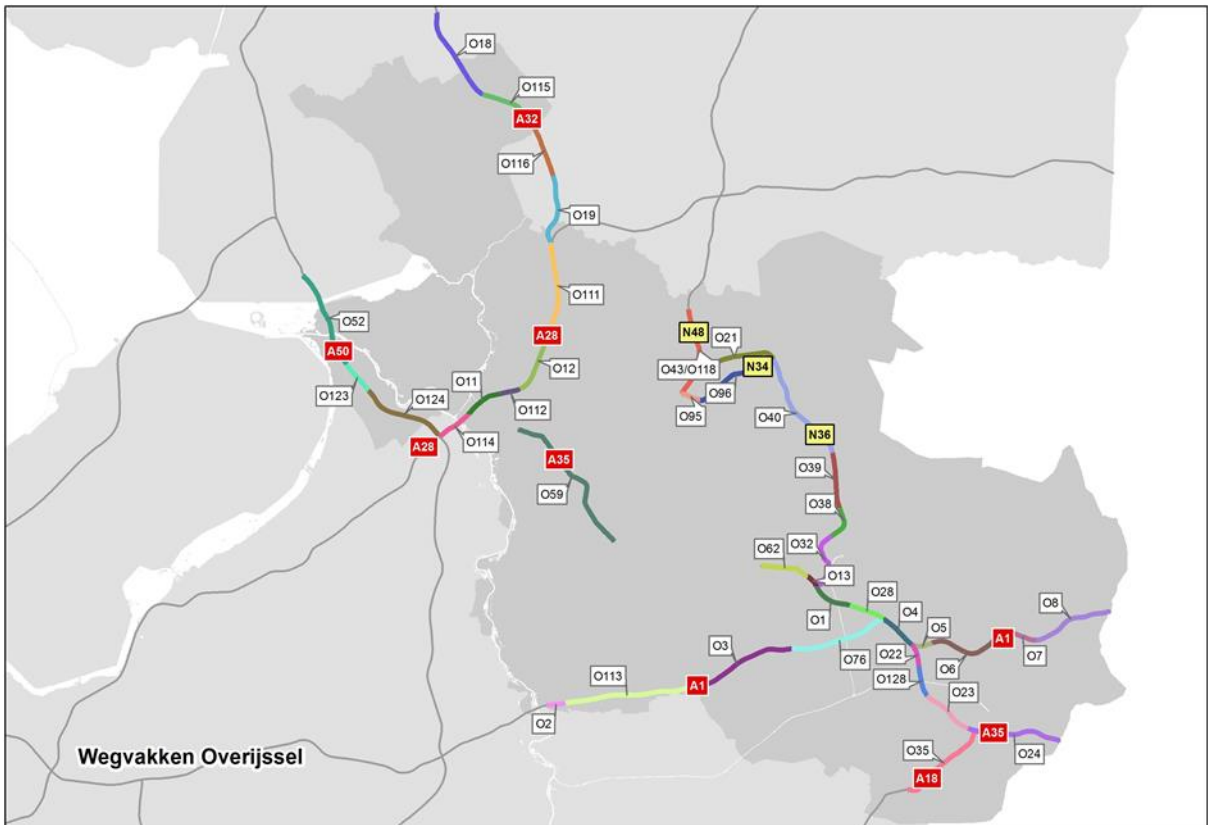 O18
O115
A32
O116
O19
O111
A28
O52
A50
O12
O11
O123
O124
O112
A28
O114
A35
O59
N48
O21
N34
O43/O118
O96
O95
O40
N36
O39
O38
O32
O62
O13
O28
O1
O4
O8
O5
A1
O3
O76
O22
O6
O7
O113
A1
O128
O2
O23
A35
O35
O24
A18
Wegvakken Overijssel